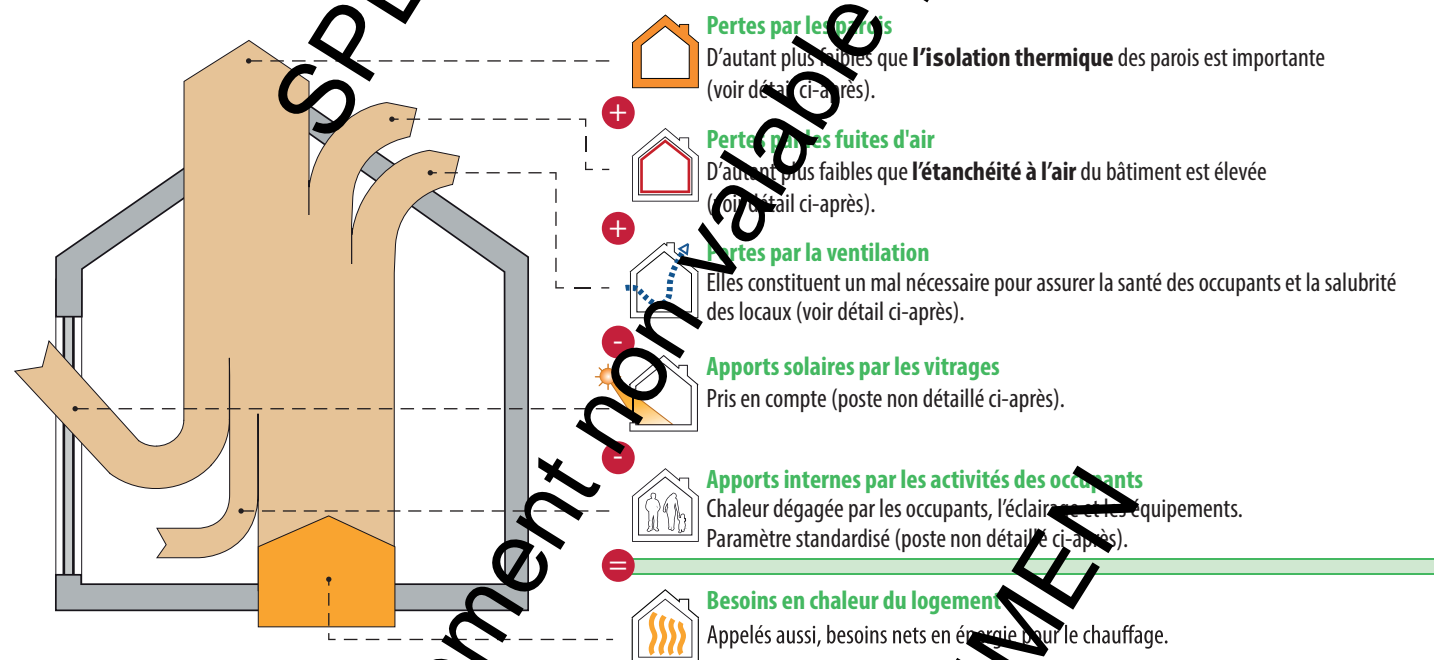 Pertes par les parois
D'autant plus faibles que l'isolation thermique des parois est importante
(voir détail ci-après).
+
Pertes par les fuites d'air
D'autant plus faibles que l'étanchéité à l'air du bâtiment est élevée
(voir détail ci-après).
+
Pertes par la ventilation
Elles constituent un mal nécessaire pour assurer la santé des occupants et la salubrité
des locaux (voir détail ci-après).
-
Apports solaires par les vitrages
Pris en compte (poste non détaillé ci-après).
-
Apports internes par les activités des occupants
Chaleur dégagée par les occupants, l'éclairage et les équipements.
Paramètre standardisé (poste non détaillé ci-après).
=
Besoins en chaleur du logement
Appelés aussi, besoins nets en énergie pour le chauffage.
non valable